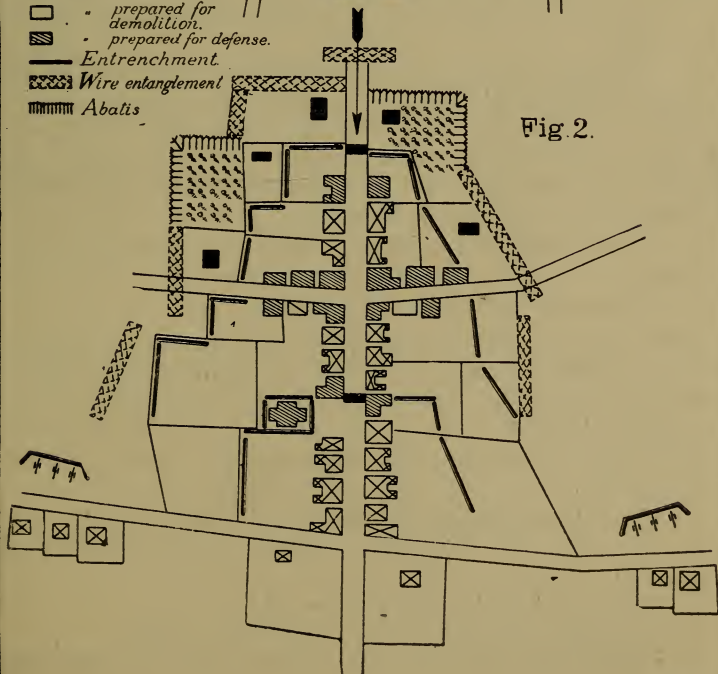 " prepared for
demolition.
" prepared for defense.
Entrenchment.
Wire entanglement
Abatis
Fig. 2.
1